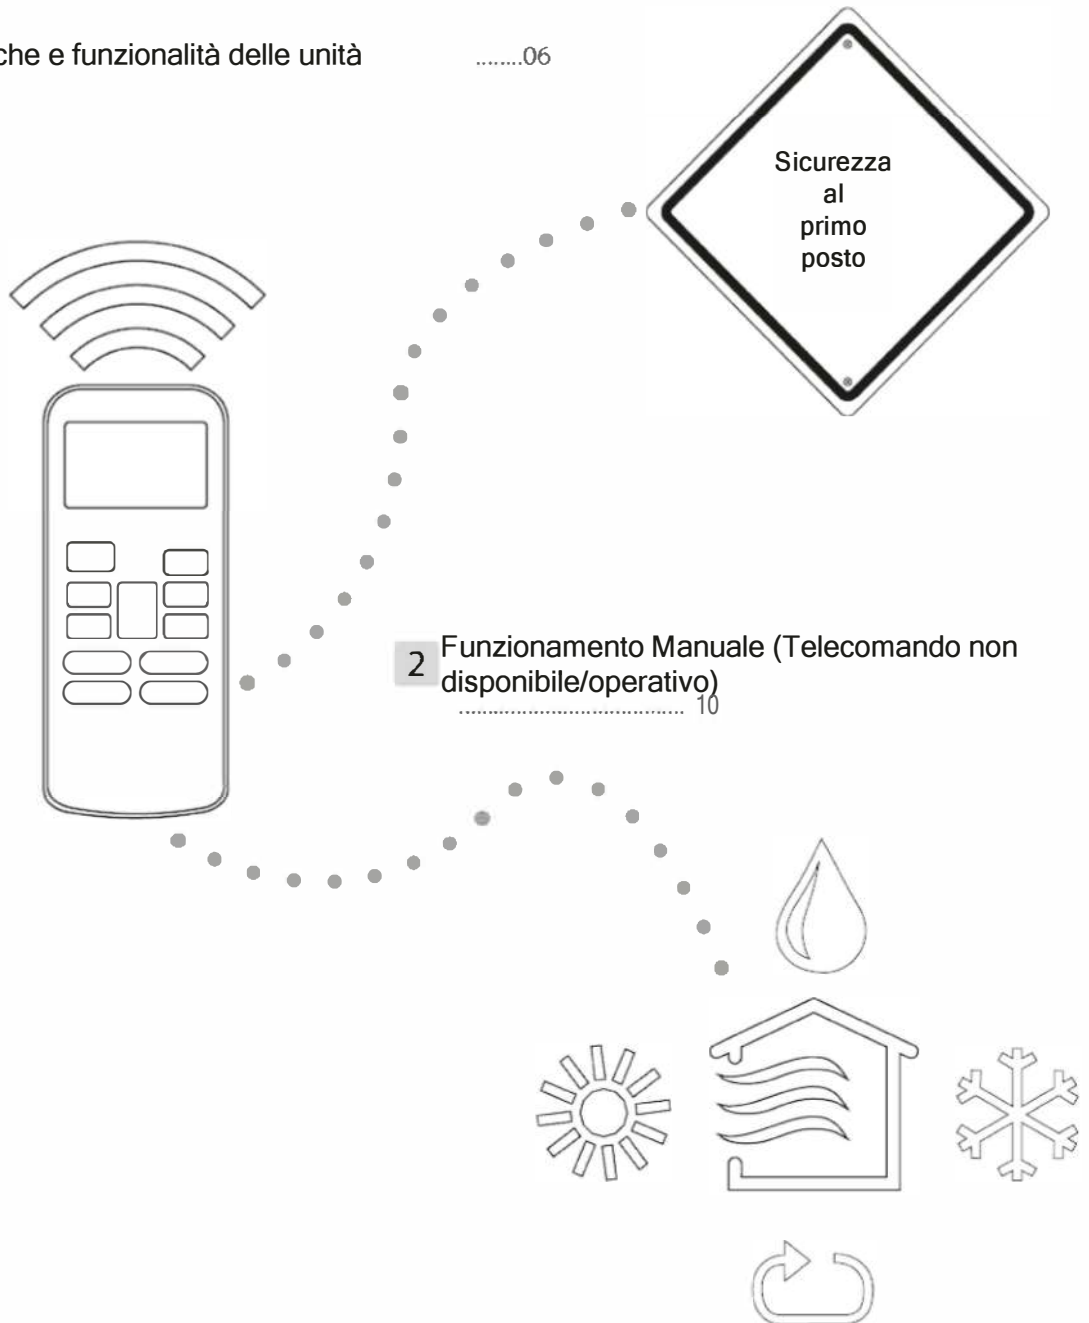 che e funzionalità delle unità ........06
Sicurezza
al
primo
posto
2 Funzionamento Manuale (Telecomando non
disponibile/operativo)
................................... 10